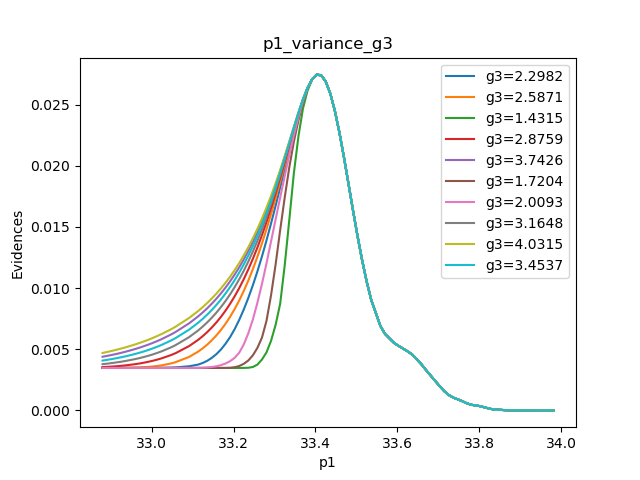 p1_variance_g3
Evidences
0.025
0.020
0.015
0.010
0.005
0.000
g3=2.2982
g3=2.5871
g3=1.4315
g3=2.8759
g3=3.7426
g3=1.7204
g3=2.0093
g3=3.1648
g3=4.0315
g3=3.4537
33.0 33.2 33.4 33.6 33.8 34.0
p1